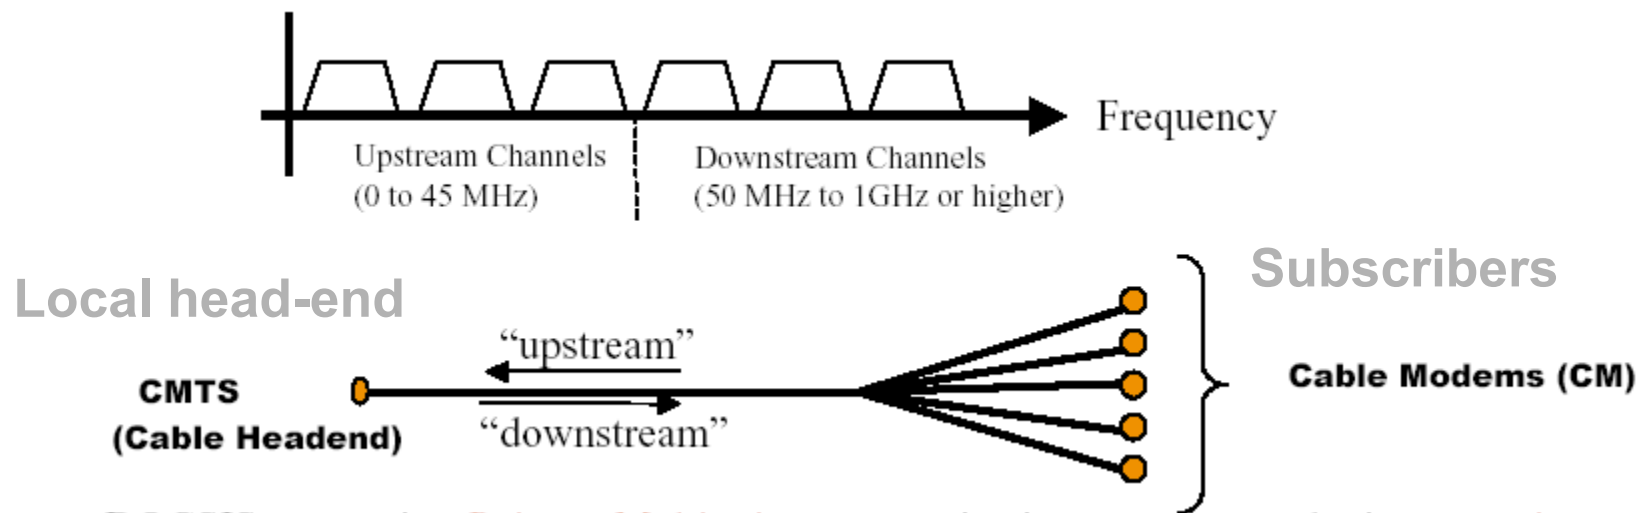 Frequency
Upstream Channels
(0 to 45 MHz)
Downstream Channels
(50 MHz to 1GHz or higher)
Local head-end
Subscribers
“upstream”
“downstream”
CMTS
(Cable Headend)
Cable Modems (CM)